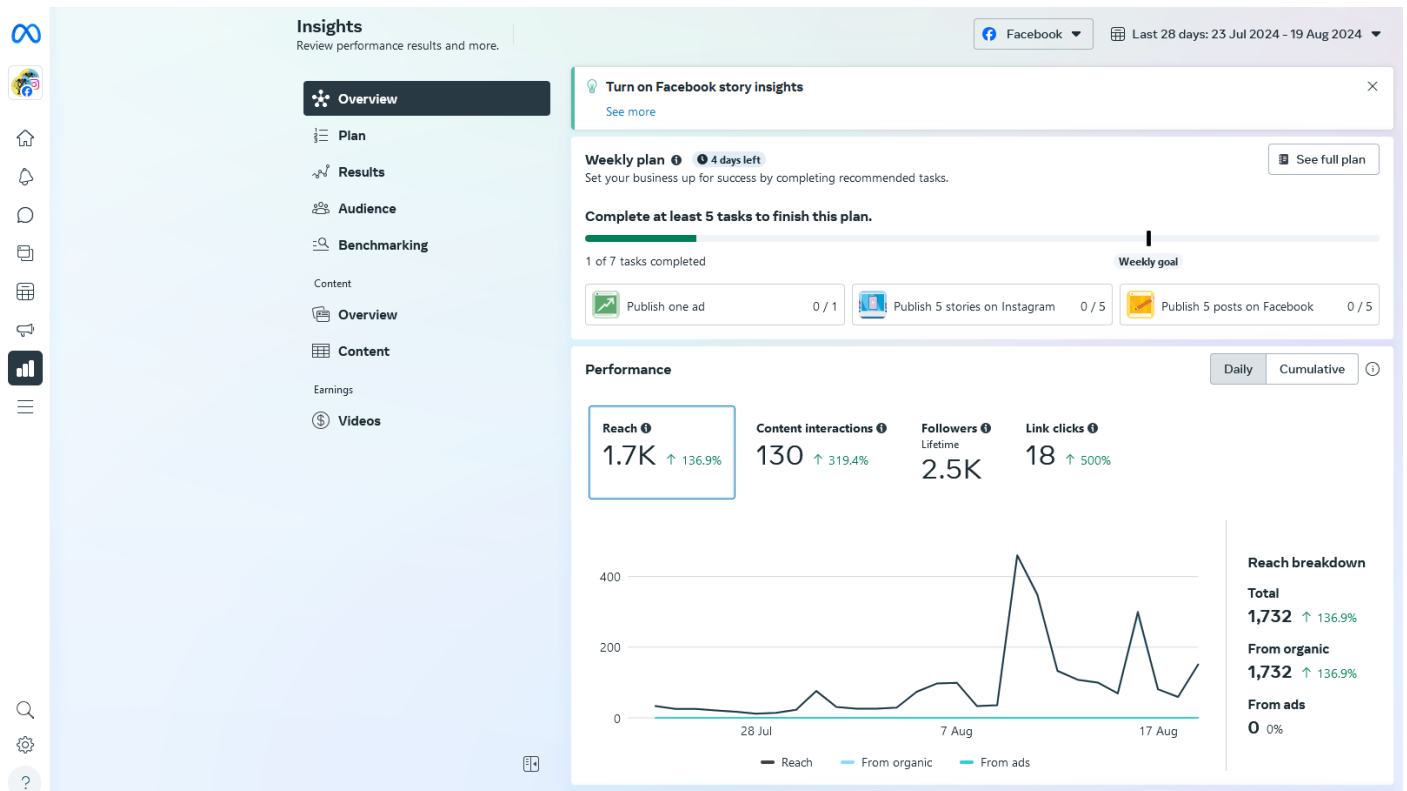 Insights
Review performance results and more.
Facebook
Last 28 days: 23 Jul 2024 - 19 Aug 2024
Overview
Plan
Results
Audience
Benchmarking
Content
Overview
Content
Earnings
Videos
Turn on Facebook story insights
See more
Weekly plan
4 days left
See full plan
Set your business up for success by completing recommended tasks.
Complete at least 5 tasks to finish this plan.
1 of 7 tasks completed
Weekly goal
Publish one ad 0 / 1
Publish 5 stories on Instagram 0 / 5
Publish 5 posts on Facebook 0 / 5
Performance
Daily
Cumulative
Reach
1.7K ↑ 136.9%
Content interactions
130 ↑ 319.4%
Followers
Lifetime
2.5K
Link clicks
18 ↑ 500%
400
200
0
28 Jul
7 Aug
17 Aug
Reach
From organic
From ads
Reach breakdown
Total
1,732 ↑ 136.9%
From organic
1,732 ↑ 136.9%
From ads
0 0%
?